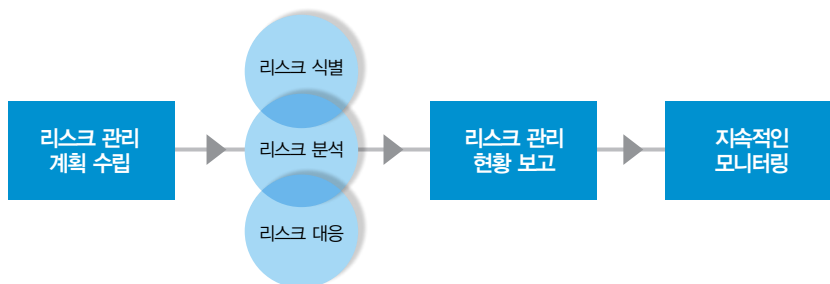 리스크 관리
계획 수립
리스크 식별
리스크 분석
리스크 대응
리스크 관리
현황 보고
지속적인
모니터링